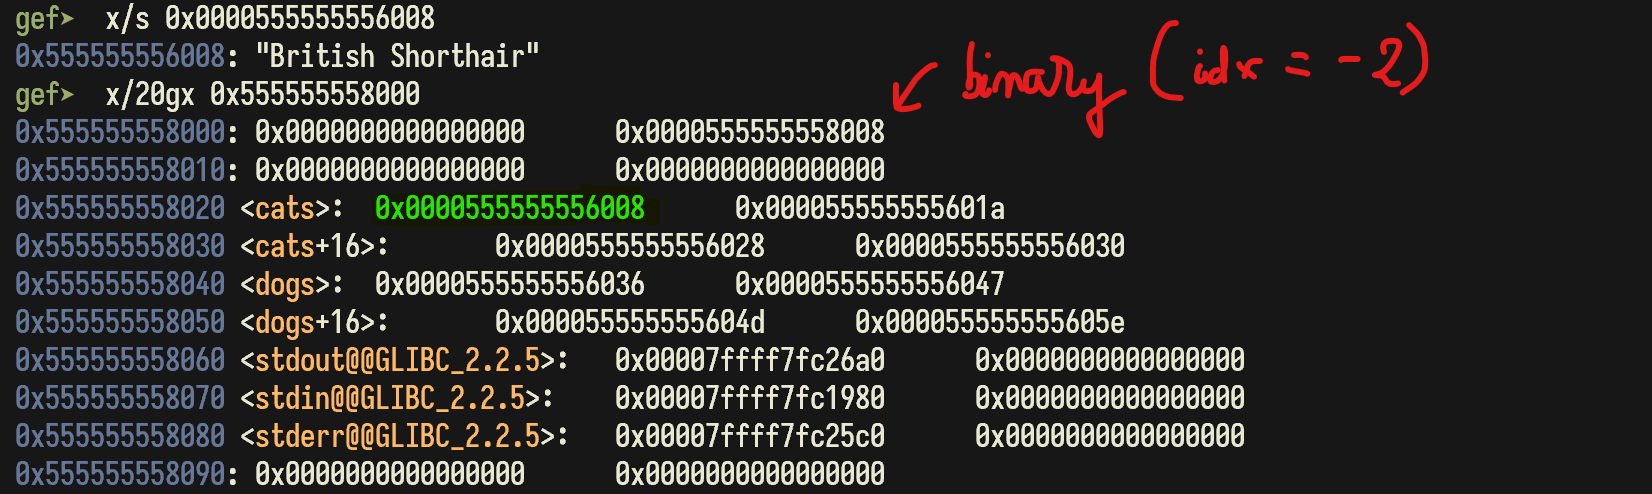 gef➤  x/s 0x0000555555556008
0x555555556008: "British Shorthair"
gef➤  x/20gx 0x555555558000
0x555555558000: 0x0000000000000000 0x0000555555558008
binary (idx = -2)
0x555555558010: 0x0000000000000000 0x0000000000000000
0x555555558020 <cats>: 0x0000555555556008 0x000055555555601a
0x555555558030 <cats+16>: 0x0000555555556028 0x0000555555556030
0x555555558040 <dogs>: 0x0000555555556036 0x0000555555556047
0x555555558050 <dogs+16>: 0x000055555555604d 0x000055555555605e
0x555555558060 <stdout@@GLIBC_2.2.5>: 0x00007ffff7fc26a0 0x0000000000000000
0x555555558070 <stdin@@GLIBC_2.2.5>: 0x00007ffff7fc1980 0x0000000000000000
0x555555558080 <stderr@@GLIBC_2.2.5>: 0x00007ffff7fc25c0 0x0000000000000000
0x555555558090: 0x0000000000000000 0x0000000000000000